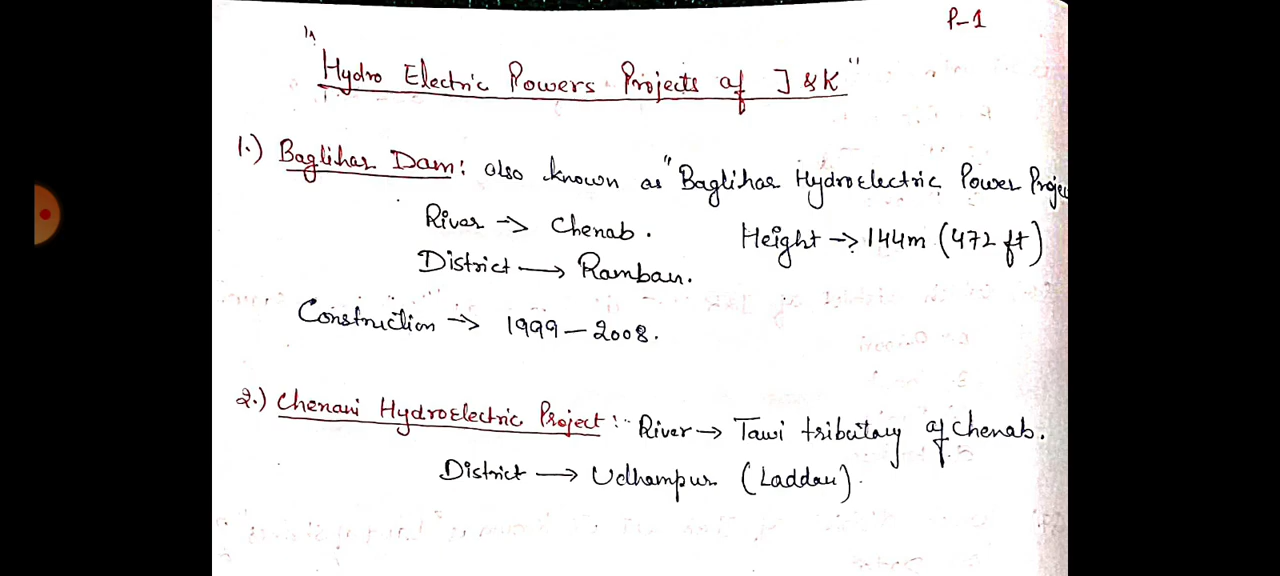 P-1
"Hydro Electric Powers Projects of J & K"
1.) Baglihar Dam: also known as "Baglihar Hydroelectric Power Projec
River → Chenab. Height → 144m (472 ft)
District → Ramban.
Construction → 1999-2008.
2.) Chenani Hydroelectric Project: River → Tawi tributary of Chenab.
District → Udhampur (Laddan).